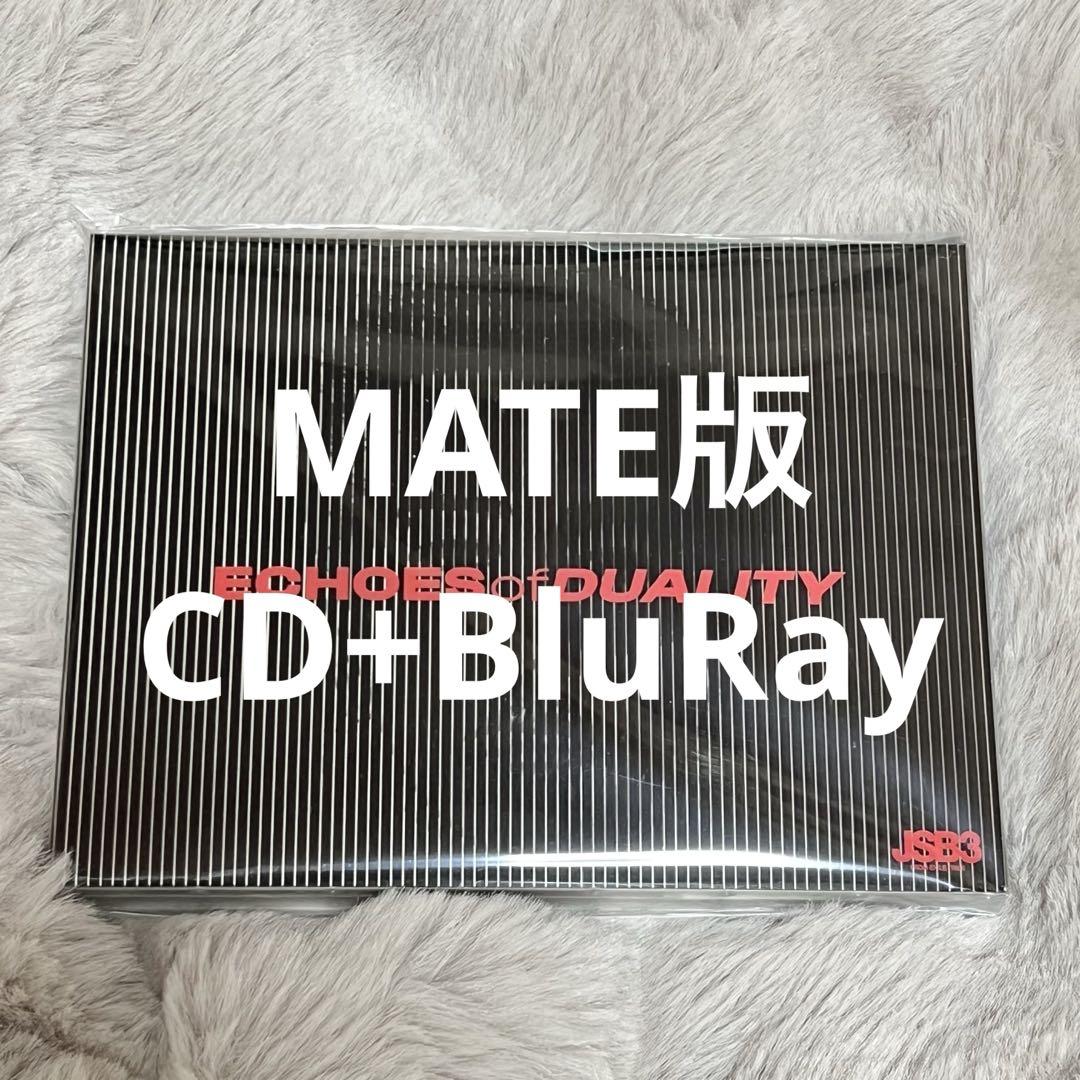 MATE版
ECHOES of DUALITY
CD+BluRay
JSB3